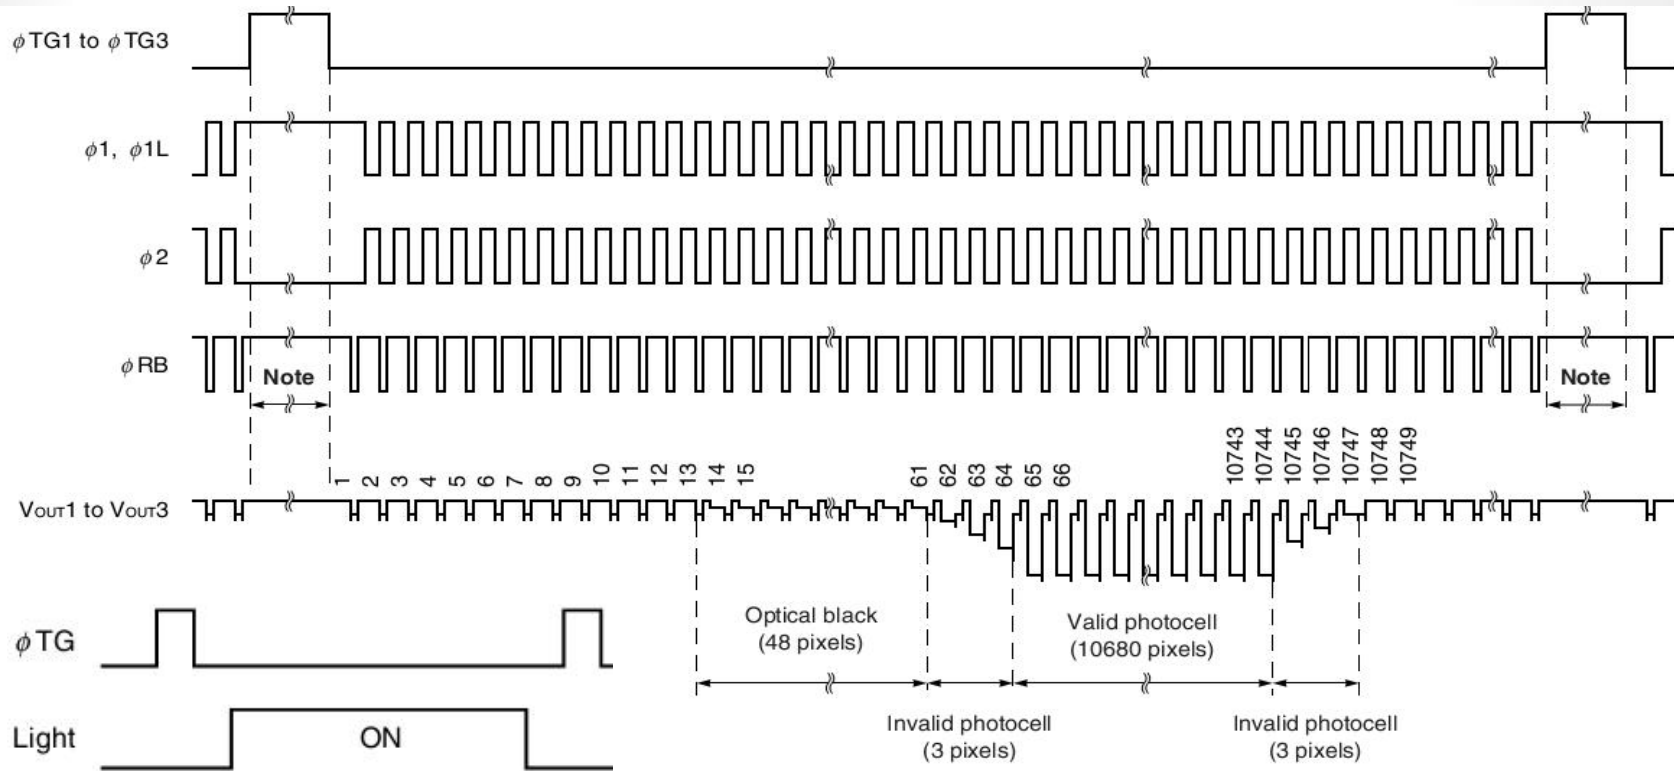 ϕTG1 to ϕTG3
ϕ1, ϕ1L
ϕ2
ϕRB
Note
Note
1 2 3 4 5 6 7 8 9 10 11 12 13 14 15 61 62 63 64 65 66 10743 10744 10745 10746 10747 10748 10749
VOUT1 to VOUT3
Optical black
(48 pixels)
Valid photocell
(10680 pixels)
Invalid photocell
(3 pixels)
Invalid photocell
(3 pixels)
ϕTG
Light
ON